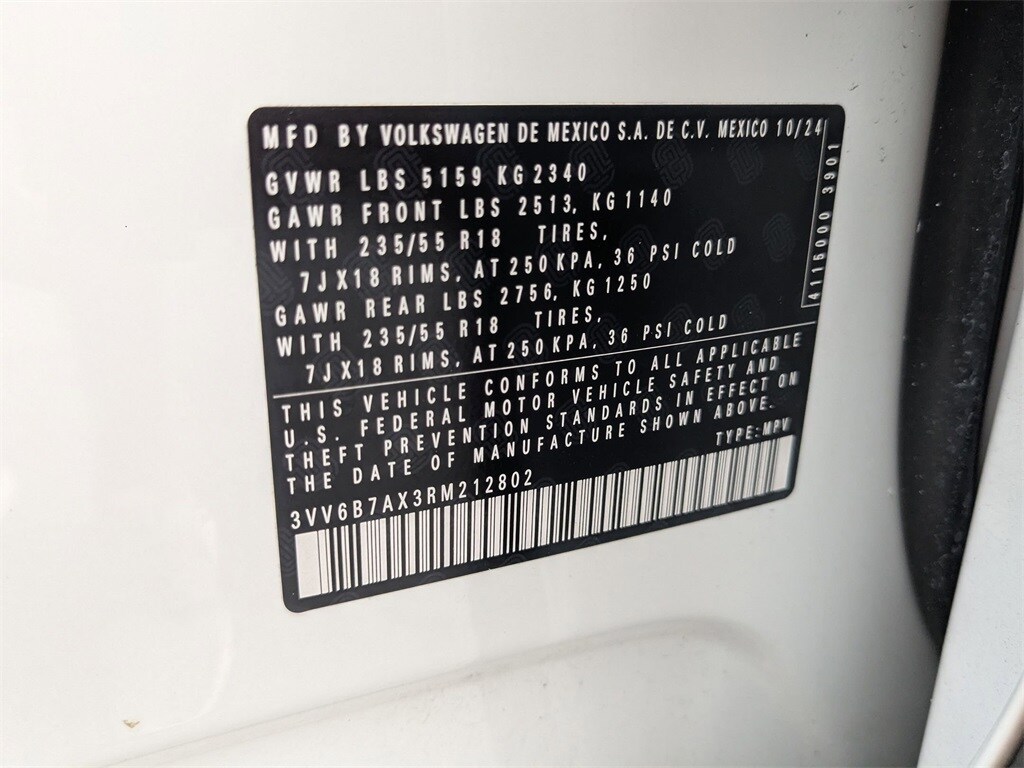 MFD BY VOLKSWAGEN DE MEXICO S.A. DE C.V. MEXICO 10/24
GVWR LBS 5159 KG 2340
GAWR FRONT LBS 2513, KG 1140
WITH 235/55 R18 TIRES,
7JX18 RIMS, AT 250KPA, 36 PSI COLD
GAWR REAR LBS 2756, KG 1250
WITH 235/55 R18 TIRES,
7JX18 RIMS, AT 250KPA, 36 PSI COLD
4115000 3901
THIS VEHICLE CONFORMS TO ALL APPLICABLE
U.S. FEDERAL MOTOR VEHICLE SAFETY AND
THEFT PREVENTION STANDARDS IN EFFECT ON
THE DATE OF MANUFACTURE SHOWN ABOVE.
TYPE:MPV
3VV6B7AX3RM212802